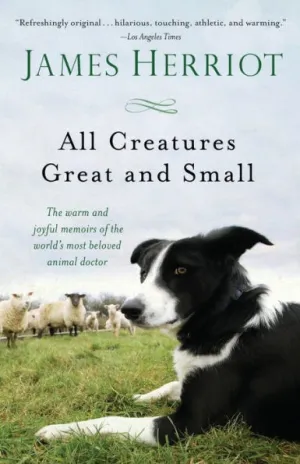 "Refreshingly original . . . hilarious, touching, athletic, and warming."
—Los Angeles Times
JAMES HERRIOT
All Creatures
Great and Small
The warm and
joyful memoirs of the
world's most beloved
animal doctor